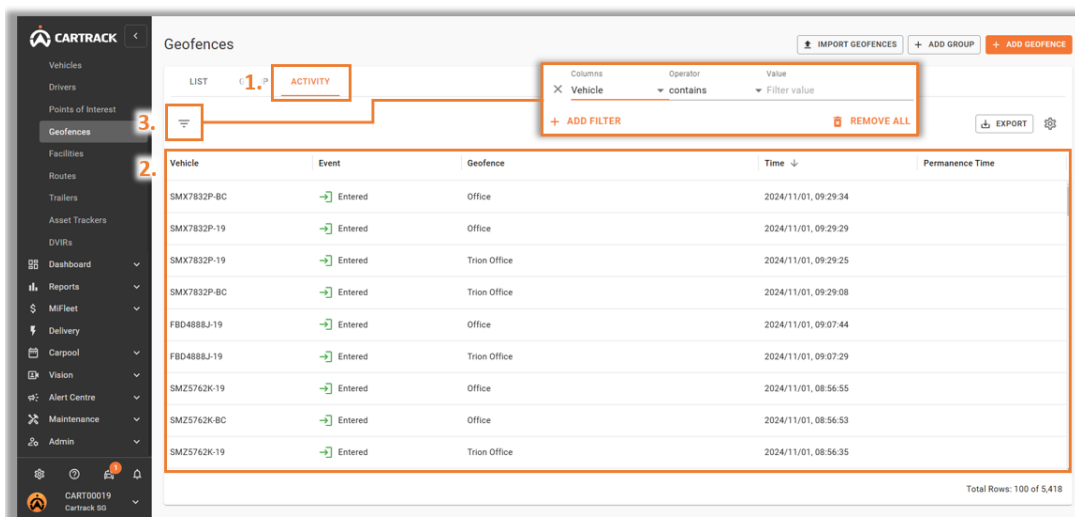 CARTRACK
Vehicles
Drivers
Points of Interest
Geofences
Facilities
Routes
Trailers
Asset Trackers
DVIRs
Dashboard
Reports
MiFleet
Delivery
Carpool
Vision
Alert Centre
Maintenance
Admin
1
CART00019
Cartrack SG
Geofences
IMPORT GEOFENCES + ADD GROUP + ADD GEOFENCE
LIST 1. ACTIVITY
Columns Operator Value
Vehicle contains Filter value
+ ADD FILTER REMOVE ALL
3.
EXPORT
2.
Vehicle Event Geofence Time Permanence Time
SMX7832P-BC Entered Office 2024/11/01, 09:29:34
SMX7832P-19 Entered Office 2024/11/01, 09:29:29
SMX7832P-19 Entered Trion Office 2024/11/01, 09:29:25
SMX7832P-BC Entered Trion Office 2024/11/01, 09:29:08
FBD4888J-19 Entered Office 2024/11/01, 09:07:44
FBD4888J-19 Entered Trion Office 2024/11/01, 09:07:29
SMZ5762K-19 Entered Office 2024/11/01, 08:56:55
SMZ5762K-BC Entered Office 2024/11/01, 08:56:53
SMZ5762K-19 Entered Trion Office 2024/11/01, 08:56:35
Total Rows: 100 of 5,418